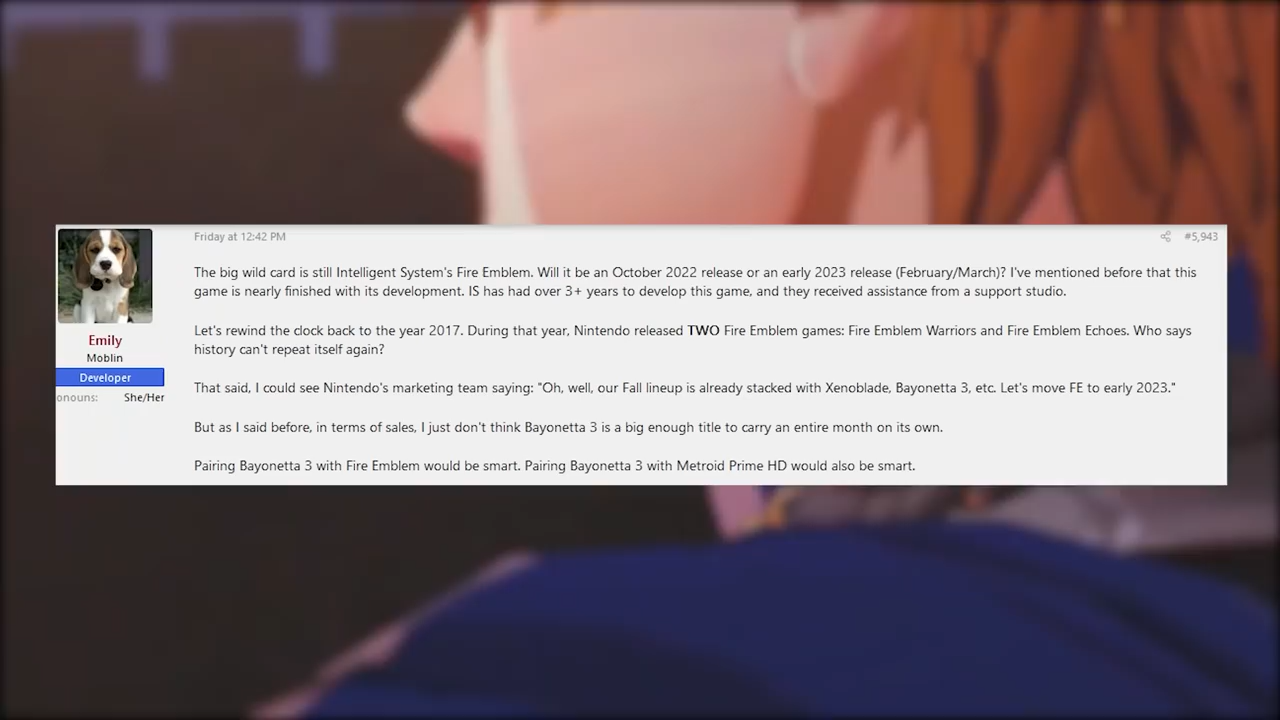 Friday at 12:42 PM
#5,943
The big wild card is still Intelligent System's Fire Emblem. Will it be an October 2022 release or an early 2023 release (February/March)? I've mentioned before that this
game is nearly finished with its development. IS has had over 3+ years to develop this game, and they received assistance from a support studio.
Let's rewind the clock back to the year 2017. During that year, Nintendo released TWO Fire Emblem games: Fire Emblem Warriors and Fire Emblem Echoes. Who says
history can't repeat itself again?
That said, I could see Nintendo's marketing team saying: "Oh, well, our Fall lineup is already stacked with Xenoblade, Bayonetta 3, etc. Let's move FE to early 2023."
But as I said before, in terms of sales, I just don't think Bayonetta 3 is a big enough title to carry an entire month on its own.
Pairing Bayonetta 3 with Fire Emblem would be smart. Pairing Bayonetta 3 with Metroid Prime HD would also be smart.
Emily
Moblin
Developer
onouns: She/Her